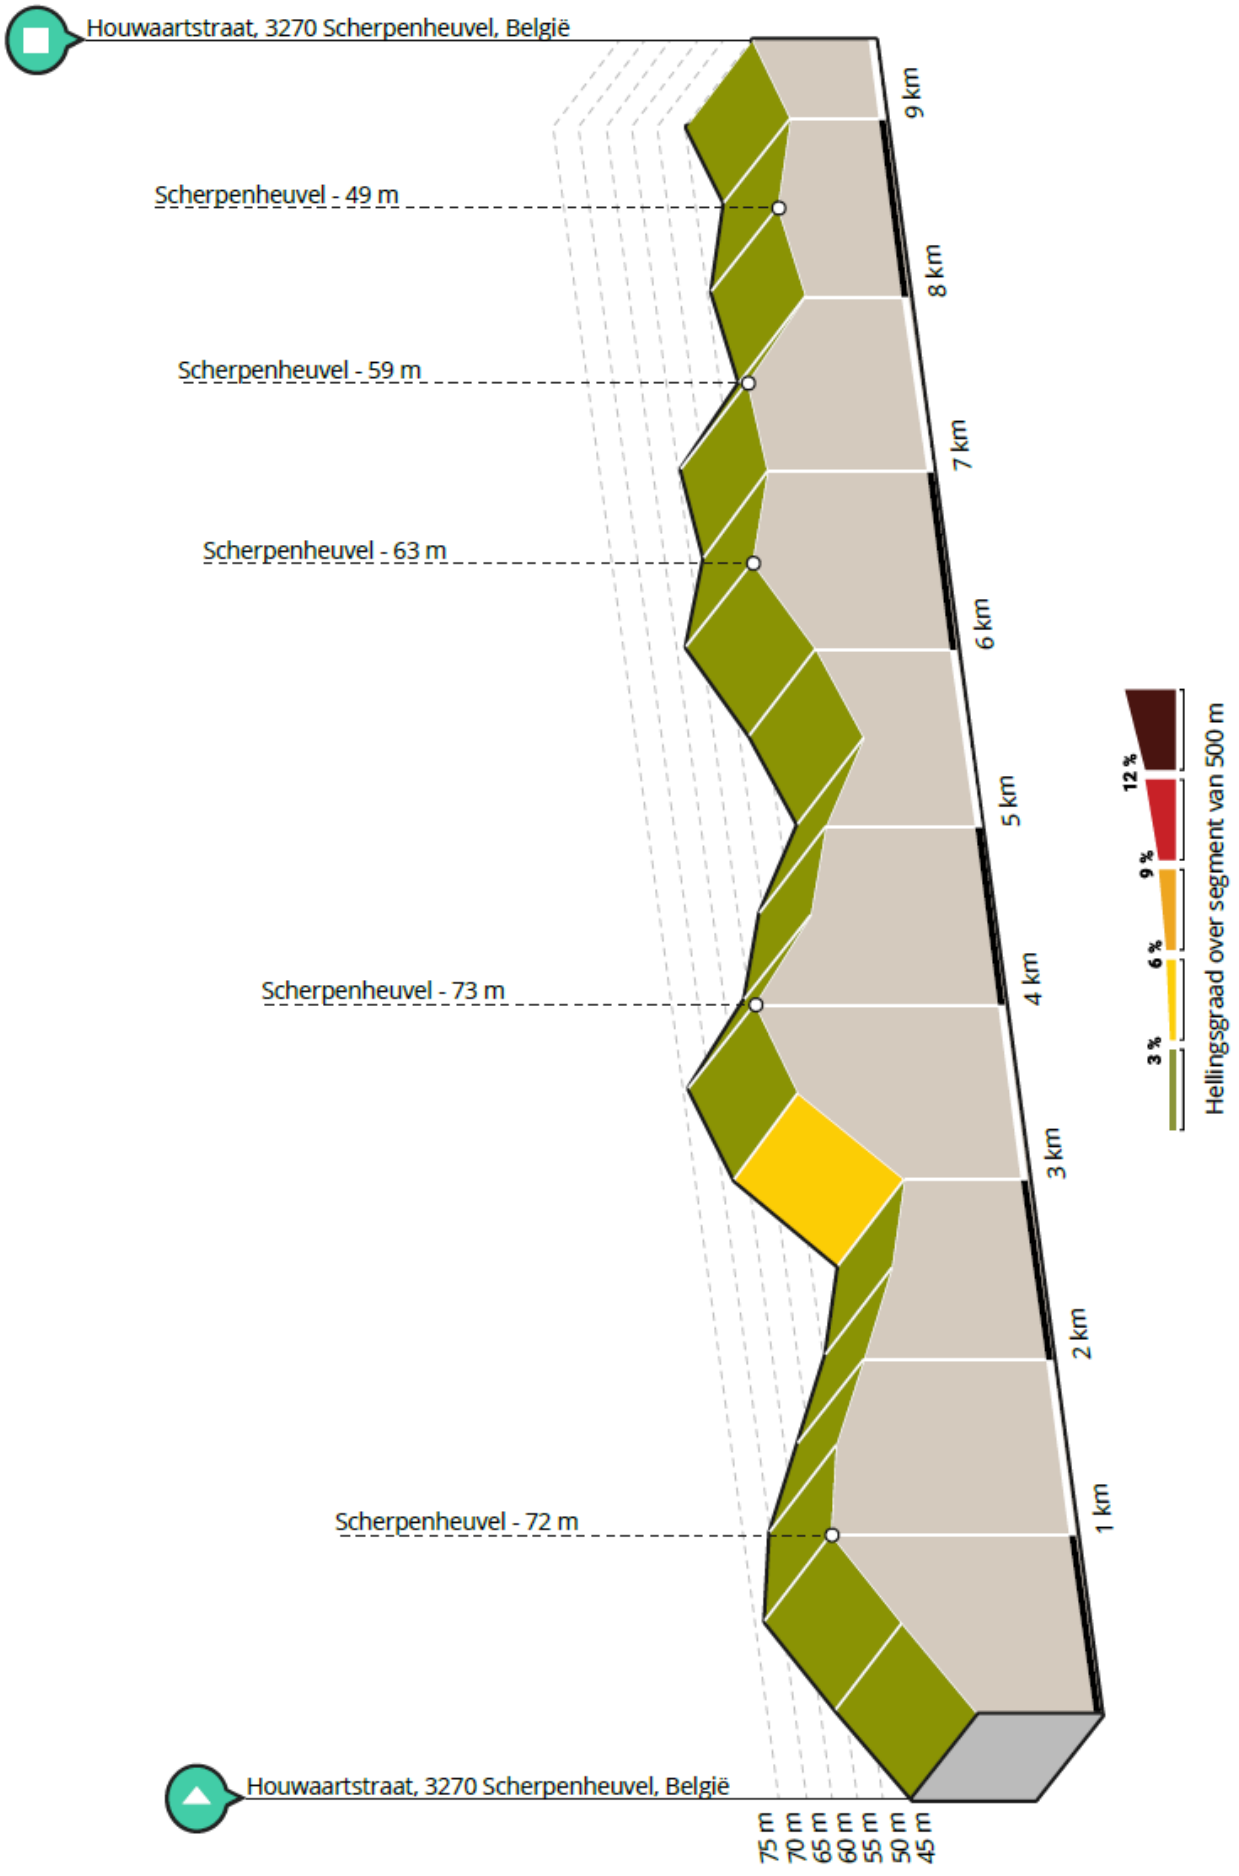 Houwaartstraat, 3270 Scherpenheuvel, België
9 km
Scherpenheuvel - 49 m
8 km
Scherpenheuvel - 59 m
7 km
Scherpenheuvel - 63 m
6 km
5 km
Scherpenheuvel - 73 m
4 km
3 km
2 km
Scherpenheuvel - 72 m
1 km
Houwaartstraat, 3270 Scherpenheuvel, België
75 m
70 m
65 m
60 m
55 m
50 m
45 m
3 %
6 %
9 %
12 %
Hellingsgraad over segment van 500 m